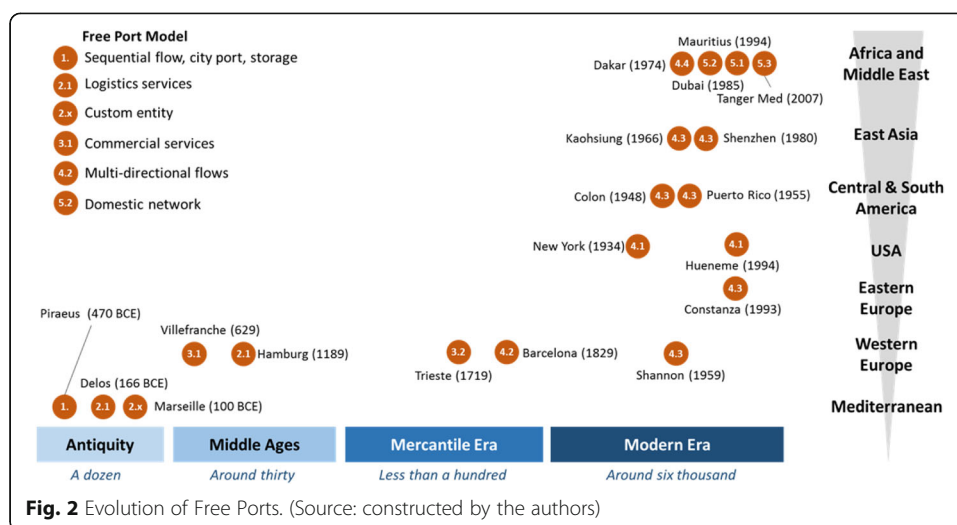 Free Port Model
1. Sequential flow, city port, storage
2.1 Logistics services
2.x Custom entity
3.1 Commercial services
4.2 Multi-directional flows
5.2 Domestic network
Mauritius (1994)
Dakar (1974) 4.4 5.2 5.1 5.3
Dubai (1985)
Tanger Med (2007)
Africa and
Middle East
Kaohsiung (1966) 4.3 4.3 Shenzhen (1980)
East Asia
Colon (1948) 4.3 4.3 Puerto Rico (1955)
Central & South
America
New York (1934) 4.1 4.1
Hueneme (1994)
USA
4.3
Constanza (1993)
Eastern
Europe
Piraeus (470 BCE)
Villefranche (629)
3.1 2.1 Hamburg (1189)
3.2 4.2 Barcelona (1829)
Trieste (1719)
4.3
Shannon (1959)
Western
Europe
Delos (166 BCE)
1. 2.1 2.x Marseille (100 BCE)
Mediterranean
Antiquity Middle Ages Mercantile Era Modern Era
A dozen Around thirty Less than a hundred Around six thousand
Fig. 2 Evolution of Free Ports. (Source: constructed by the authors)